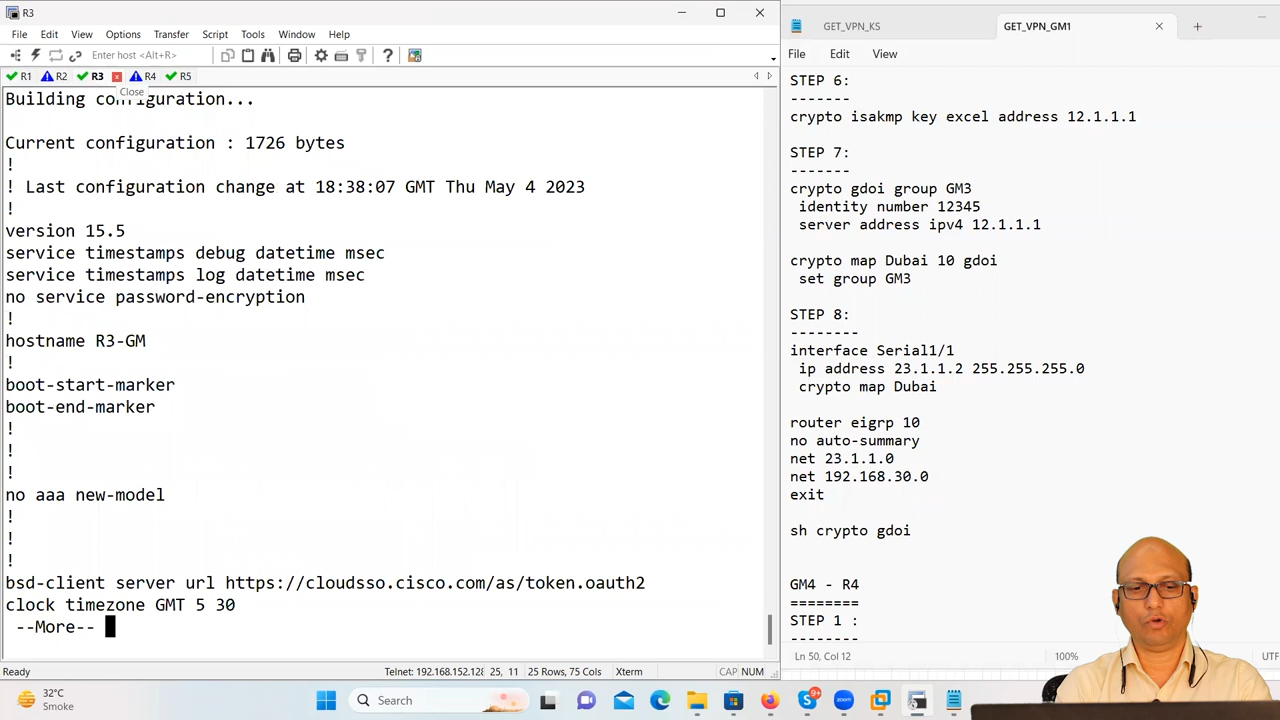 R3
File Edit View Options Transfer Script Tools Window Help
Enter host <Alt+R>
R1 R2 R3 R4 R5
Close
Building configuration...
Current configuration : 1726 bytes
!
! Last configuration change at 18:38:07 GMT Thu May 4 2023
!
version 15.5
service timestamps debug datetime msec
service timestamps log datetime msec
no service password-encryption
!
hostname R3-GM
!
boot-start-marker
boot-end-marker
!
!
!
no aaa new-model
!
!
!
bsd-client server url https://cloudsso.cisco.com/as/token.oauth2
clock timezone GMT 5 30
--More--
Ready Telnet: 192.168.152.128 25, 11 25 Rows, 75 Cols Xterm CAP NUM
GET_VPN_KS GET_VPN_GM1
File Edit View
STEP 6:
-------
crypto isakmp key excel address 12.1.1.1
STEP 7:
-------
crypto gdoi group GM3
identity number 12345
server address ipv4 12.1.1.1
crypto map Dubai 10 gdoi
set group GM3
STEP 8:
--------
interface Serial1/1
ip address 23.1.1.2 255.255.255.0
crypto map Dubai
router eigrp 10
no auto-summary
net 23.1.1.0
net 192.168.30.0
exit
sh crypto gdoi
GM4 - R4
========
STEP 1 :
--------
Ln 50, Col 12 100% UTF
32°C
Smoke
Search
9+
zoom